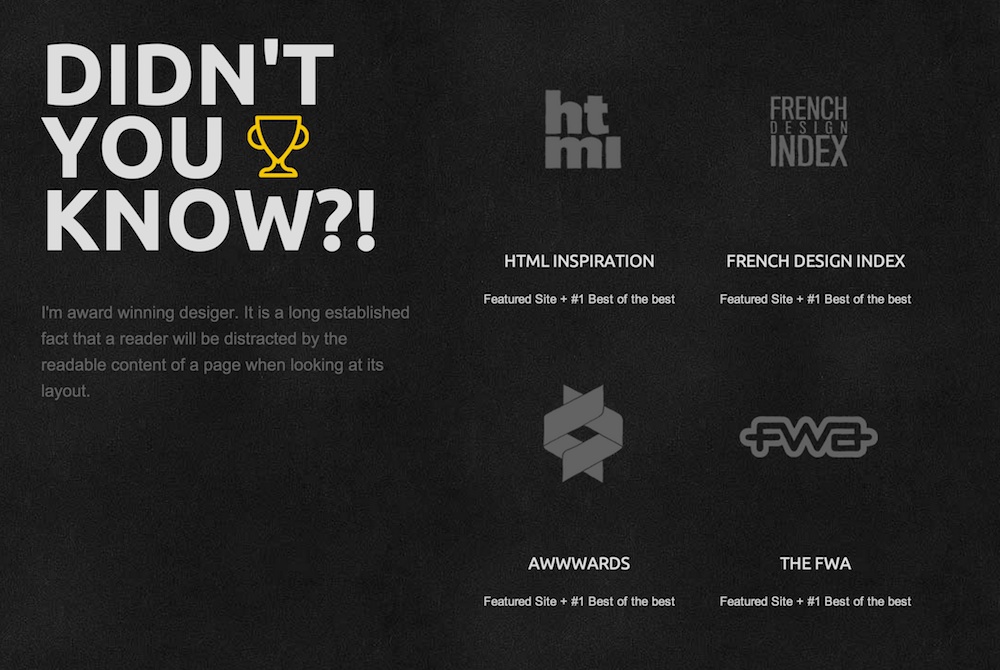 DIDN'T
YOU
KNOW?!
I'm award winning desiger. It is a long established
fact that a reader will be distracted by the
readable content of a page when looking at its
layout.
html
FRENCH
DESIGN
INDEX
HTML INSPIRATION
FRENCH DESIGN INDEX
Featured Site + #1 Best of the best
Featured Site + #1 Best of the best
FWA
AWWWARDS
THE FWA
Featured Site + #1 Best of the best
Featured Site + #1 Best of the best